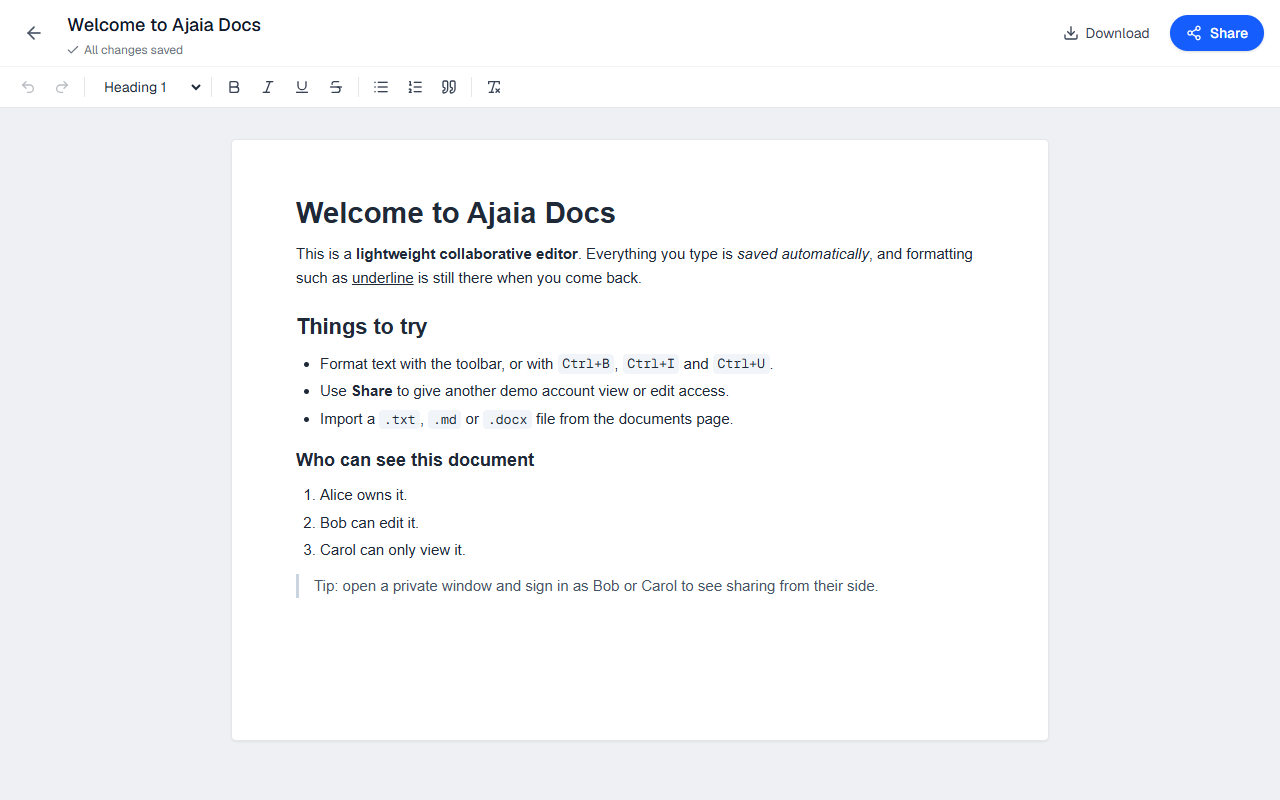 Welcome to Ajaia Docs
All changes saved
Download
Share
Heading 1
Welcome to Ajaia Docs
This is a lightweight collaborative editor. Everything you type is saved automatically, and formatting
such as underline is still there when you come back.
Things to try
• Format text with the toolbar, or with Ctrl+B, Ctrl+I and Ctrl+U.
• Use Share to give another demo account view or edit access.
• Import a .txt, .md or .docx file from the documents page.
Who can see this document
1. Alice owns it.
2. Bob can edit it.
3. Carol can only view it.
Tip: open a private window and sign in as Bob or Carol to see sharing from their side.